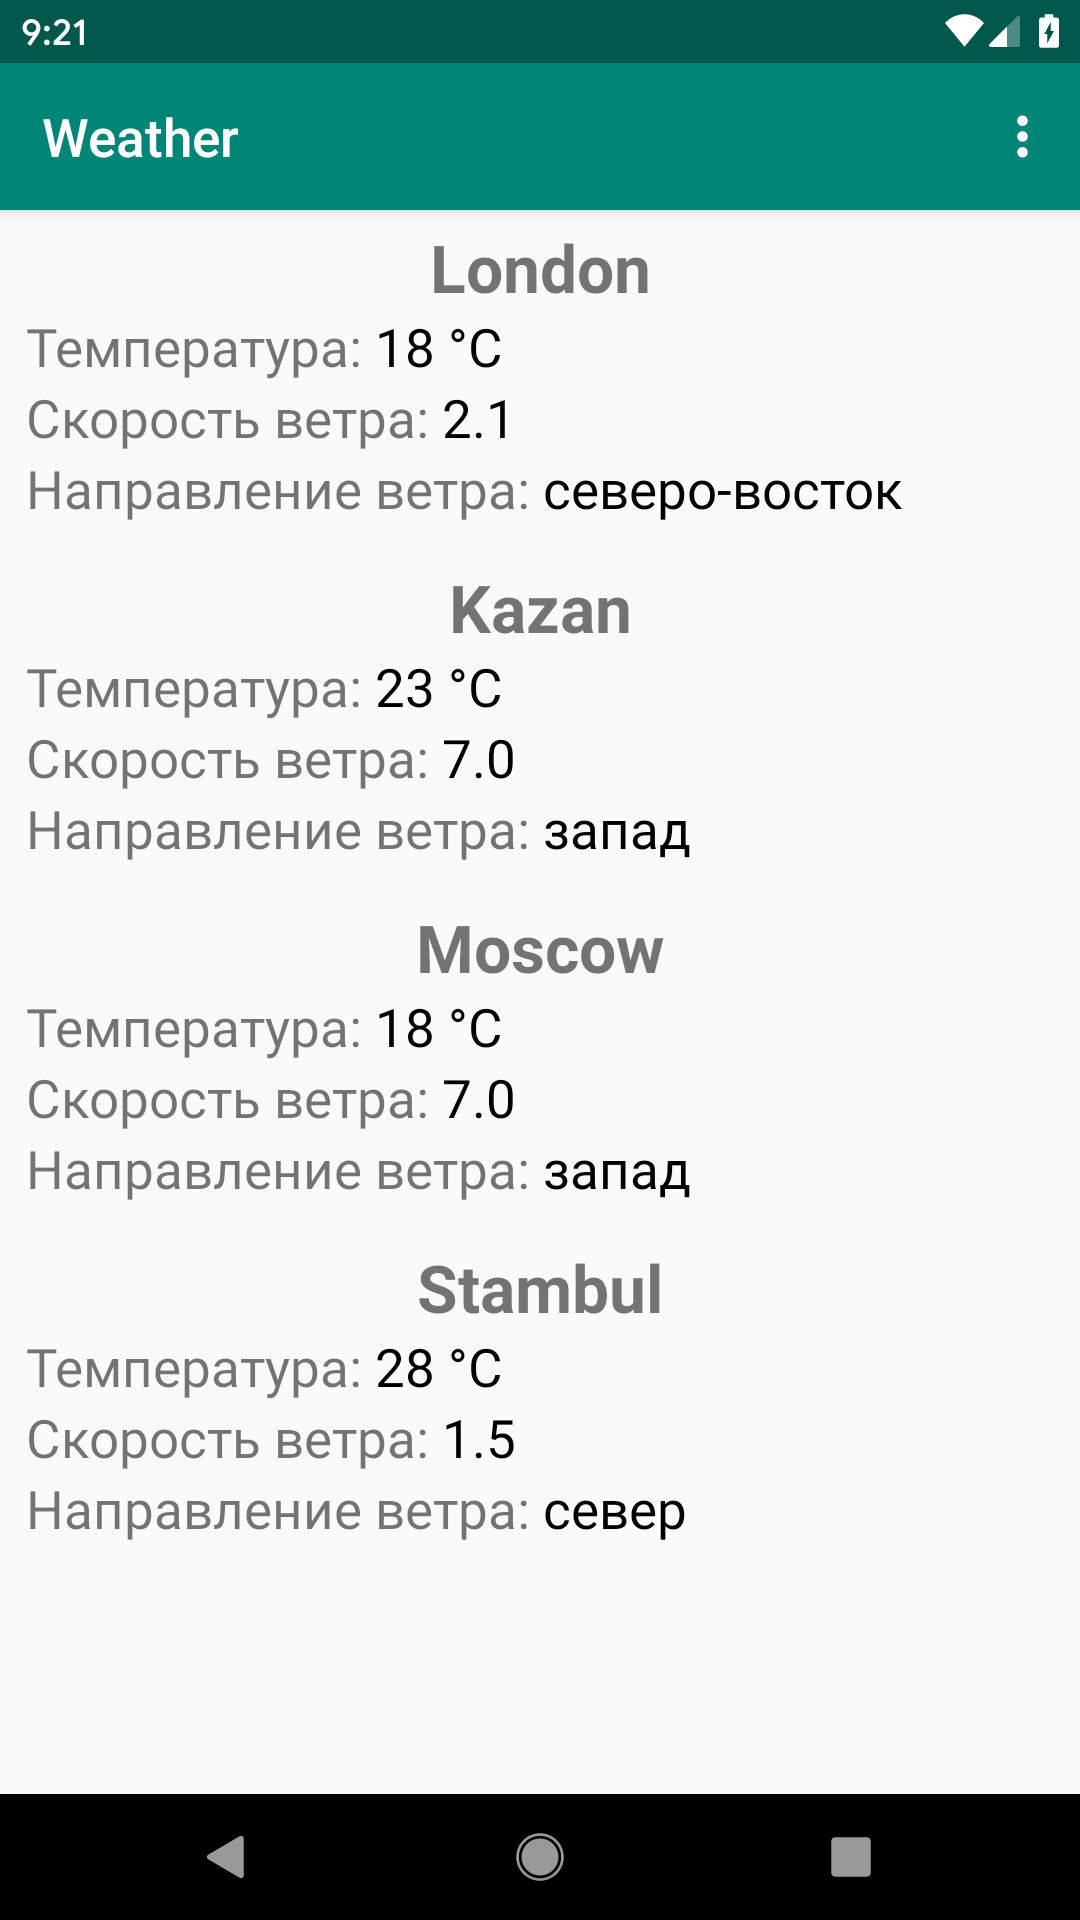 9:21
Weather
London
Температура: 18 °C
Скорость ветра: 2.1
Направление ветра: северо-восток
Kazan
Температура: 23 °C
Скорость ветра: 7.0
Направление ветра: запад
Moscow
Температура: 18 °C
Скорость ветра: 7.0
Направление ветра: запад
Stambul
Температура: 28 °C
Скорость ветра: 1.5
Направление ветра: север